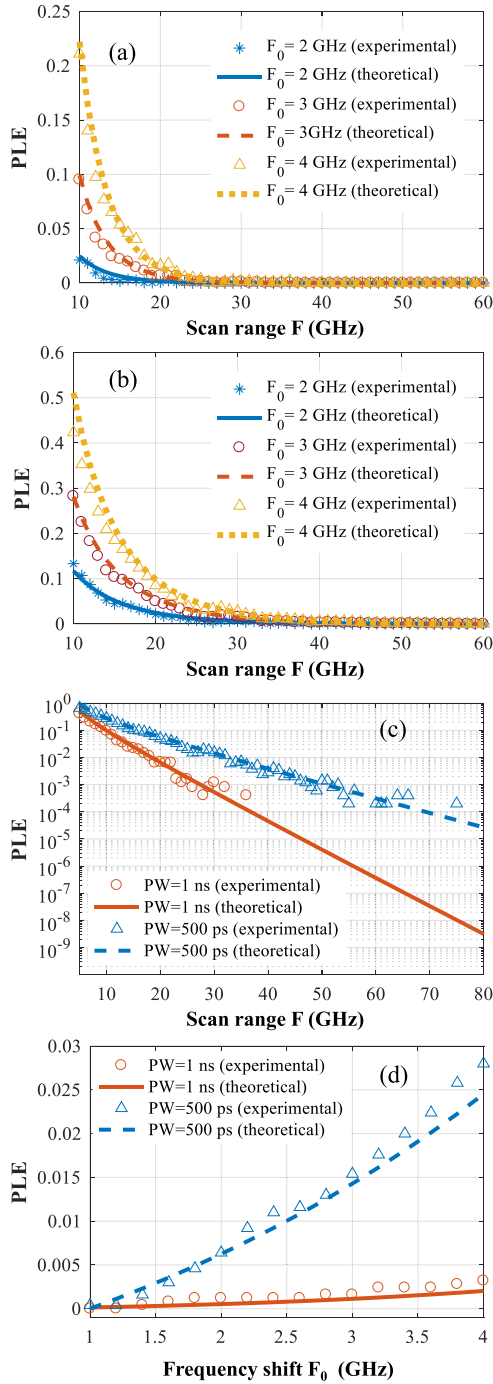 (a)
F₀= 2 GHz (experimental)
F₀= 2 GHz (theoretical)
F₀= 3 GHz (experimental)
F₀= 3GHz (theoretical)
F₀= 4 GHz (experimental)
F₀= 4 GHz (theoretical)
PLE
0.25
0.2
0.15
0.1
0.05
0
10 20 30 40 50 60
Scan range F (GHz)
(b)
F₀= 2 GHz (experimental)
F₀= 2 GHz (theoretical)
F₀= 3 GHz (experimental)
F₀= 3 GHz (theoretical)
F₀= 4 GHz (experimental)
F₀= 4 GHz (theoretical)
PLE
0.6
0.5
0.4
0.3
0.2
0.1
0
10 20 30 40 50 60
Scan range F (GHz)
(c)
PLE
10⁰
10⁻¹
10⁻²
10⁻³
10⁻⁴
10⁻⁵
10⁻⁶
10⁻⁷
10⁻⁸
10⁻⁹
PW=1 ns (experimental)
PW=1 ns (theoretical)
PW=500 ps (experimental)
PW=500 ps (theoretical)
10 20 30 40 50 60 70 80
Scan range F (GHz)
(d)
PW=1 ns (experimental)
PW=1 ns (theoretical)
PW=500 ps (experimental)
PW=500 ps (theoretical)
PLE
0.03
0.025
0.02
0.015
0.01
0.005
0
1 1.5 2 2.5 3 3.5 4
Frequency shift F₀ (GHz)